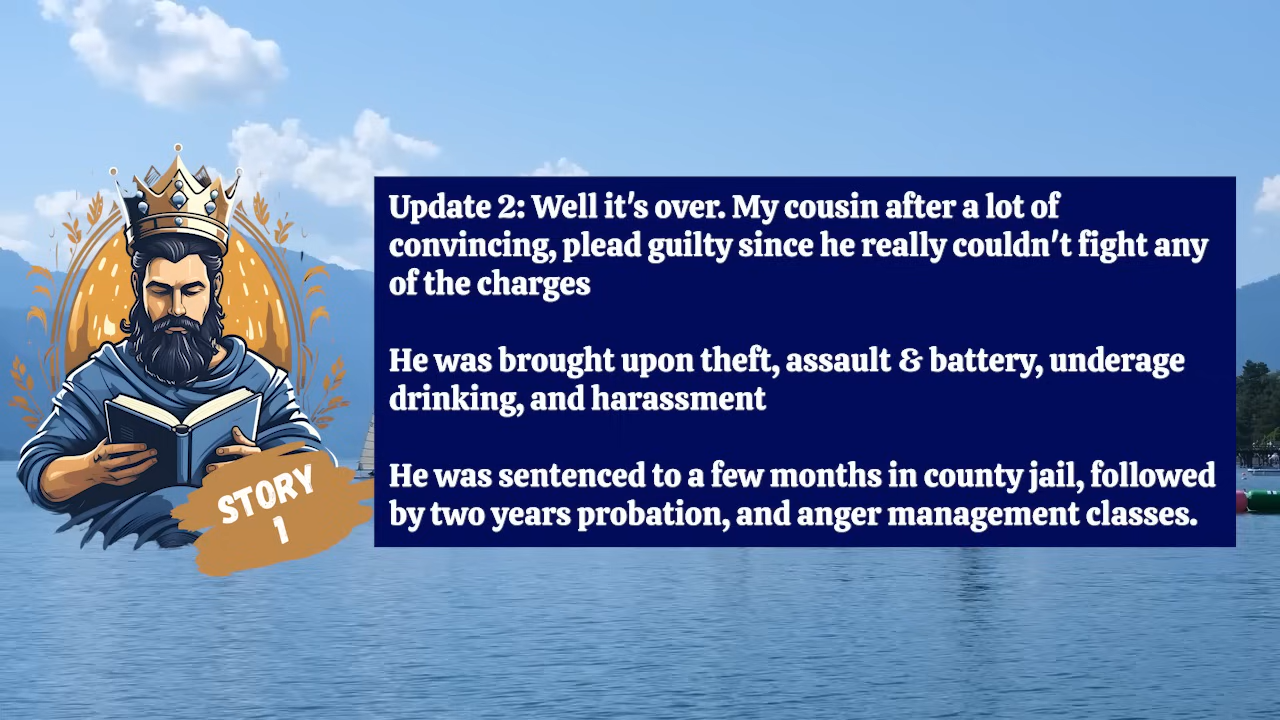 Update 2: Well it's over. My cousin after a lot of
convincing, plead guilty since he really couldn't fight any
of the charges
He was brought upon theft, assault & battery, underage
drinking, and harassment
He was sentenced to a few months in county jail, followed
by two years probation, and anger management classes.
STORY
1